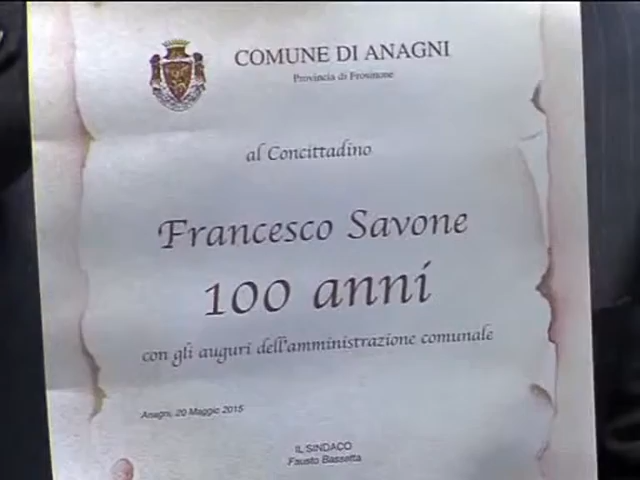 COMUNE DI ANAGNI
Provincia di Frosinone
al Concittadino
Francesco Savone
100 anni
con gli auguri dell'amministrazione comunale
Anagni, 20 Maggio 2015
IL SINDACO
Fausto Bassetta